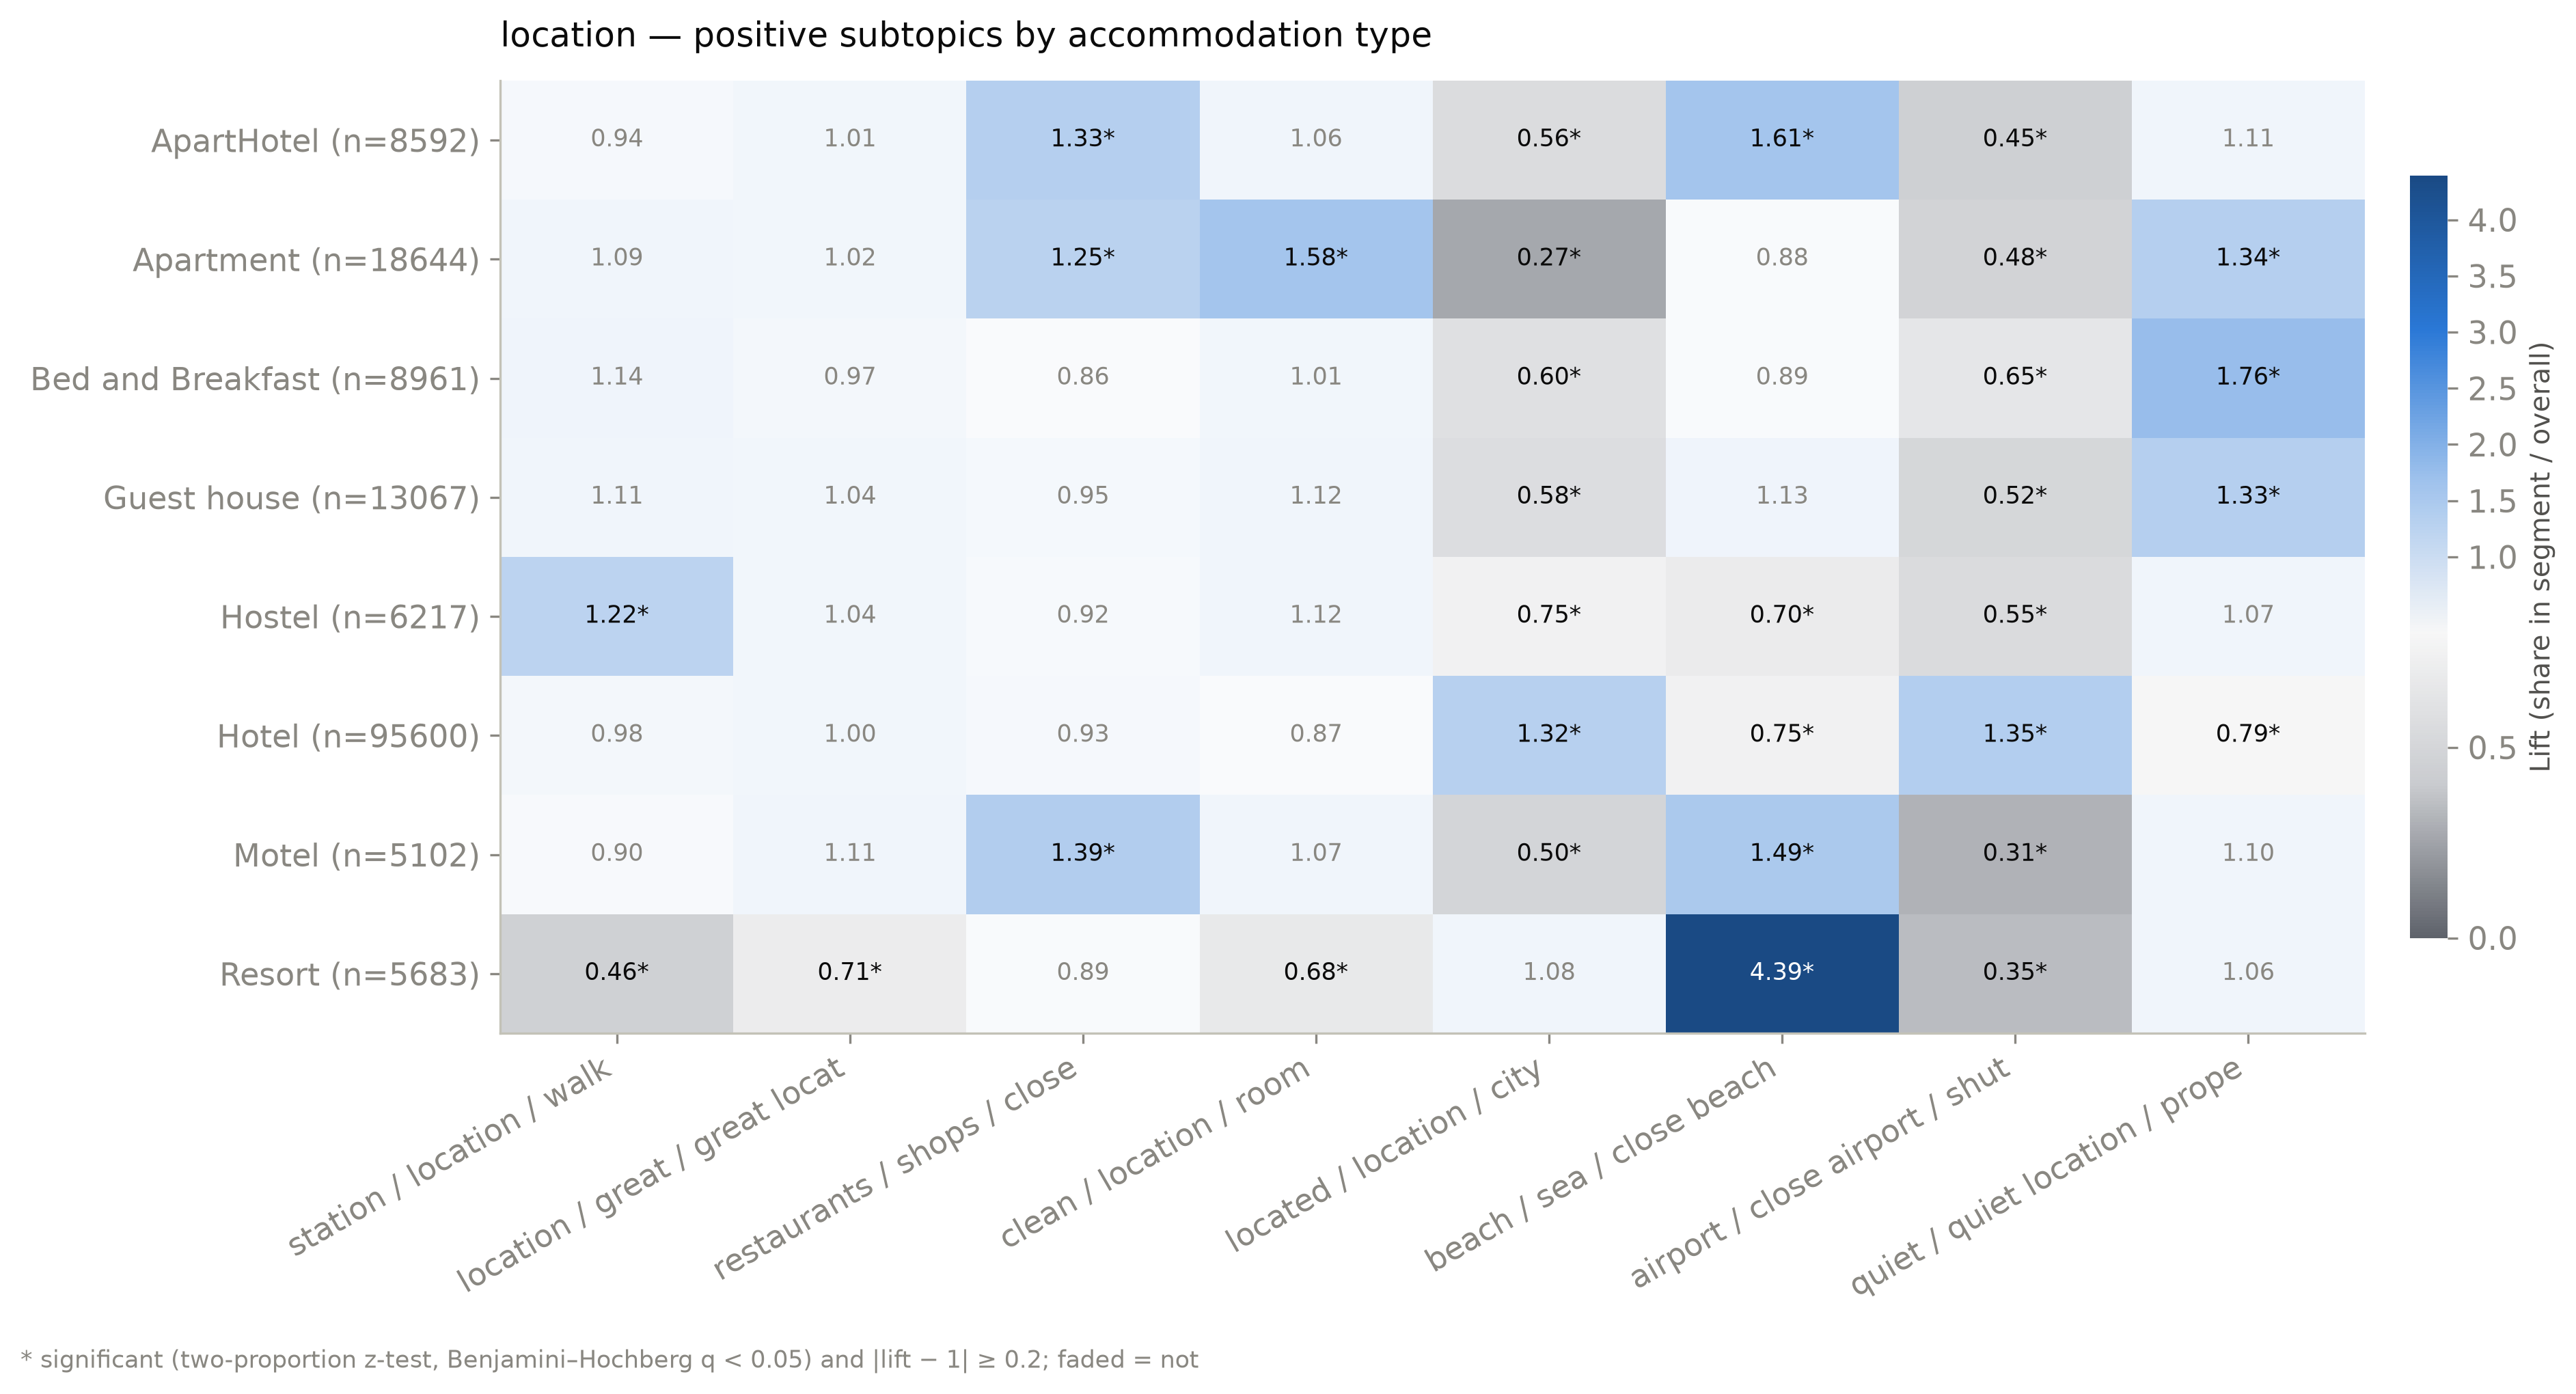 location — positive subtopics by accommodation type
ApartHotel (n=8592) 0.94 1.01 1.33* 1.06 0.56* 1.61* 0.45* 1.11
Apartment (n=18644) 1.09 1.02 1.25* 1.58* 0.27* 0.88 0.48* 1.34*
Bed and Breakfast (n=8961) 1.14 0.97 0.86 1.01 0.60* 0.89 0.65* 1.76*
Guest house (n=13067) 1.11 1.04 0.95 1.12 0.58* 1.13 0.52* 1.33*
Hostel (n=6217) 1.22* 1.04 0.92 1.12 0.75* 0.70* 0.55* 1.07
Hotel (n=95600) 0.98 1.00 0.93 0.87 1.32* 0.75* 1.35* 0.79*
Motel (n=5102) 0.90 1.11 1.39* 1.07 0.50* 1.49* 0.31* 1.10
Resort (n=5683) 0.46* 0.71* 0.89 0.68* 1.08 4.39* 0.35* 1.06
station / location / walk
location / great / great locat
restaurants / shops / close
clean / location / room
located / location / city
beach / sea / close beach
airport / close airport / shut
quiet / quiet location / prope
4.0
3.5
3.0
2.5
2.0
1.5
1.0
0.5
0.0
Lift (share in segment / overall)
* significant (two-proportion z-test, Benjamini–Hochberg q < 0.05) and |lift − 1| ≥ 0.2; faded = not